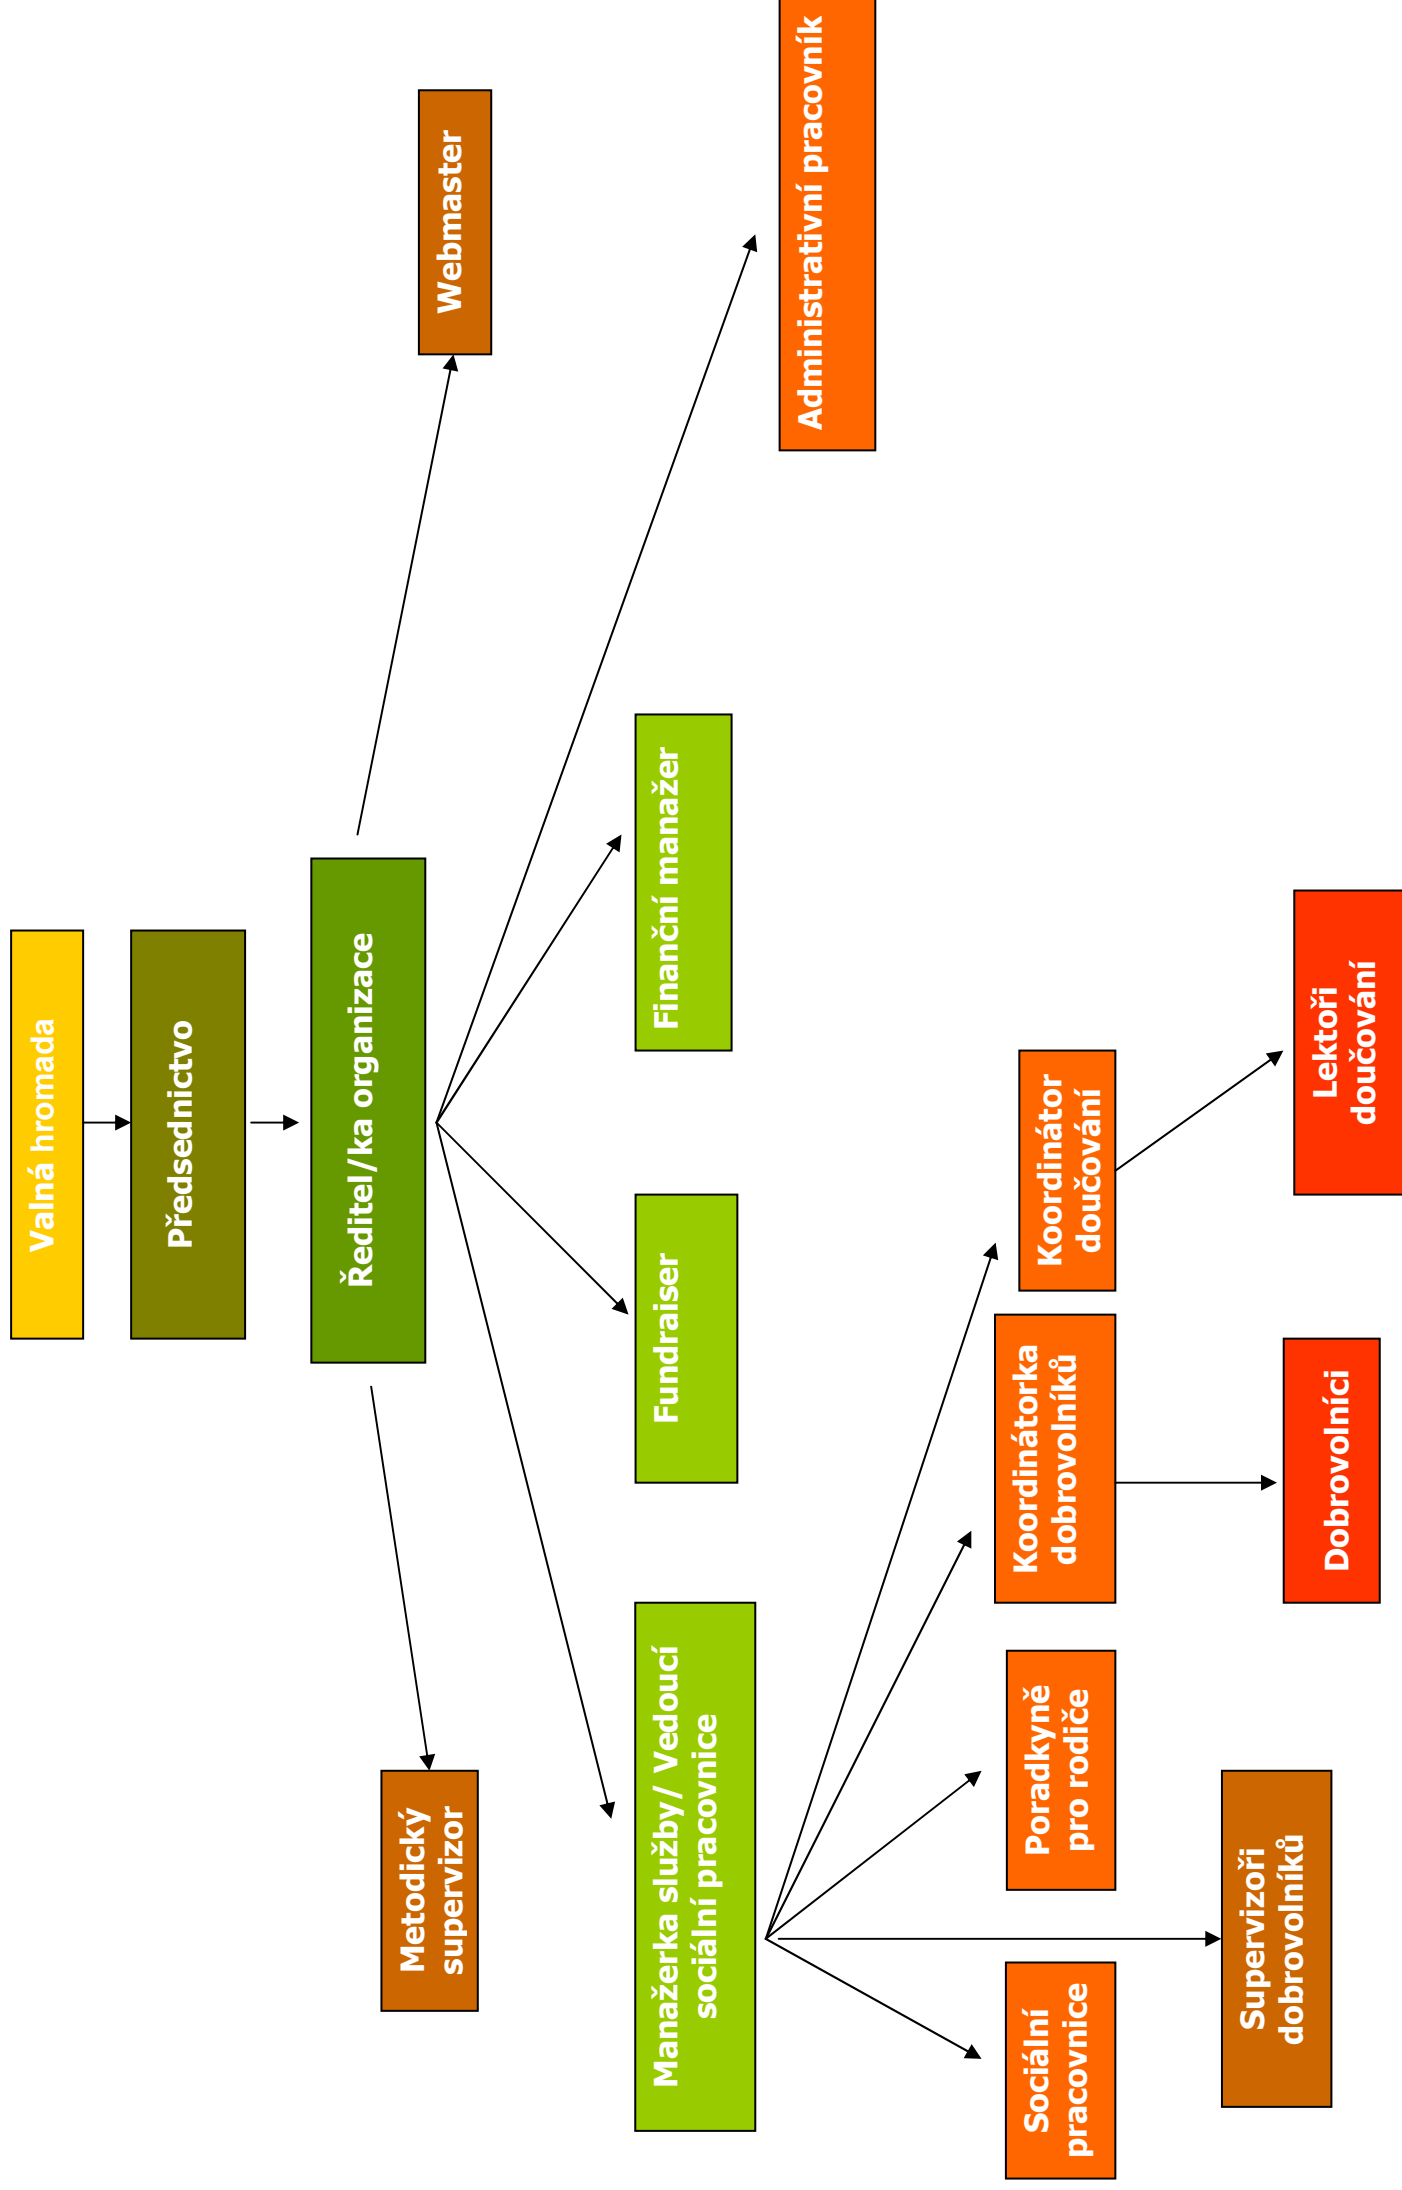 Valná hromada
Předsednictvo
Ředitel/ka organizace
Metodický
supervizor
Webmaster
Manažerka služby/ Vedoucí
sociální pracovnice
Fundraiser
Finanční manažer
Administrativní pracovník
Sociální
pracovnice
Poradkyně
pro rodiče
Koordinátorka
dobrovolníků
Koordinátor
doučování
Supervizoři
dobrovolníků
Dobrovolníci
Lektoři
doučování